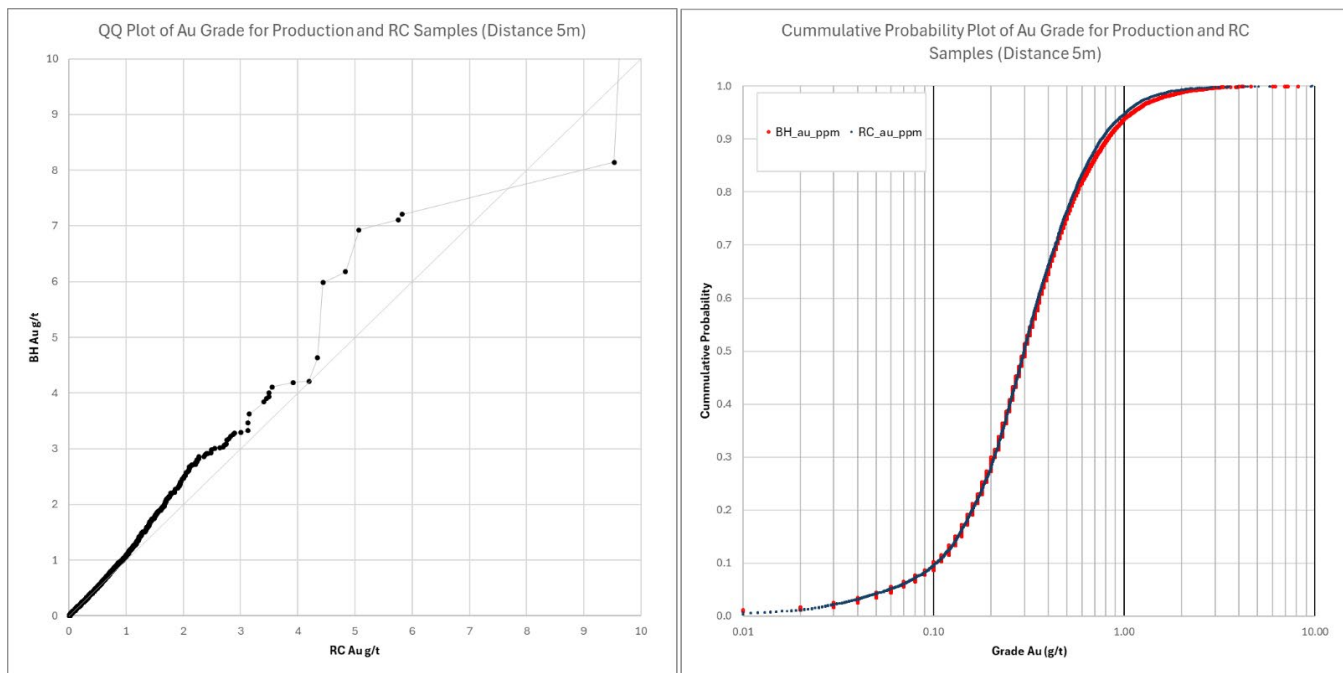 QQ Plot of Au Grade for Production and RC Samples (Distance 5m)
10
9
8
7
6
5
4
3
2
1
0
BH Au g/t
0 1 2 3 4 5 6 7 8 9 10
RC Au g/t
Cummulative Probability Plot of Au Grade for Production and RC
Samples (Distance 5m)
BH_au_ppm RC_au_ppm
1.0
0.9
0.8
0.7
0.6
0.5
0.4
0.3
0.2
0.1
0.0
Cummulative Probability
0.01 0.10 1.00 10.00
Grade Au (g/t)